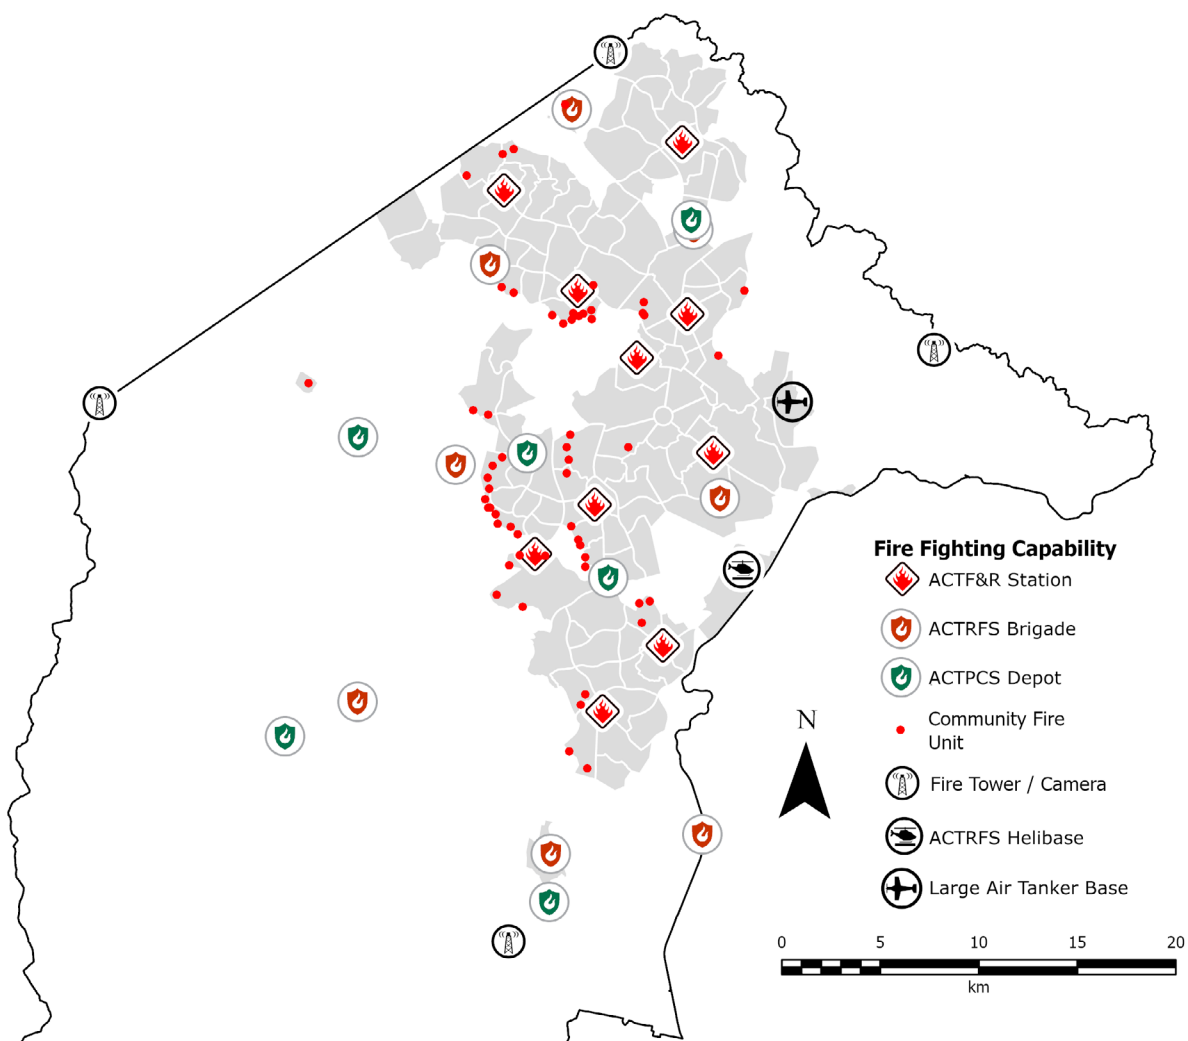 Fire Fighting Capability
ACTF&R Station
ACTRFS Brigade
ACTPCS Depot
Community Fire
Unit
N
Fire Tower / Camera
ACTRFS Helibase
Large Air Tanker Base
0 5 10 15 20
km